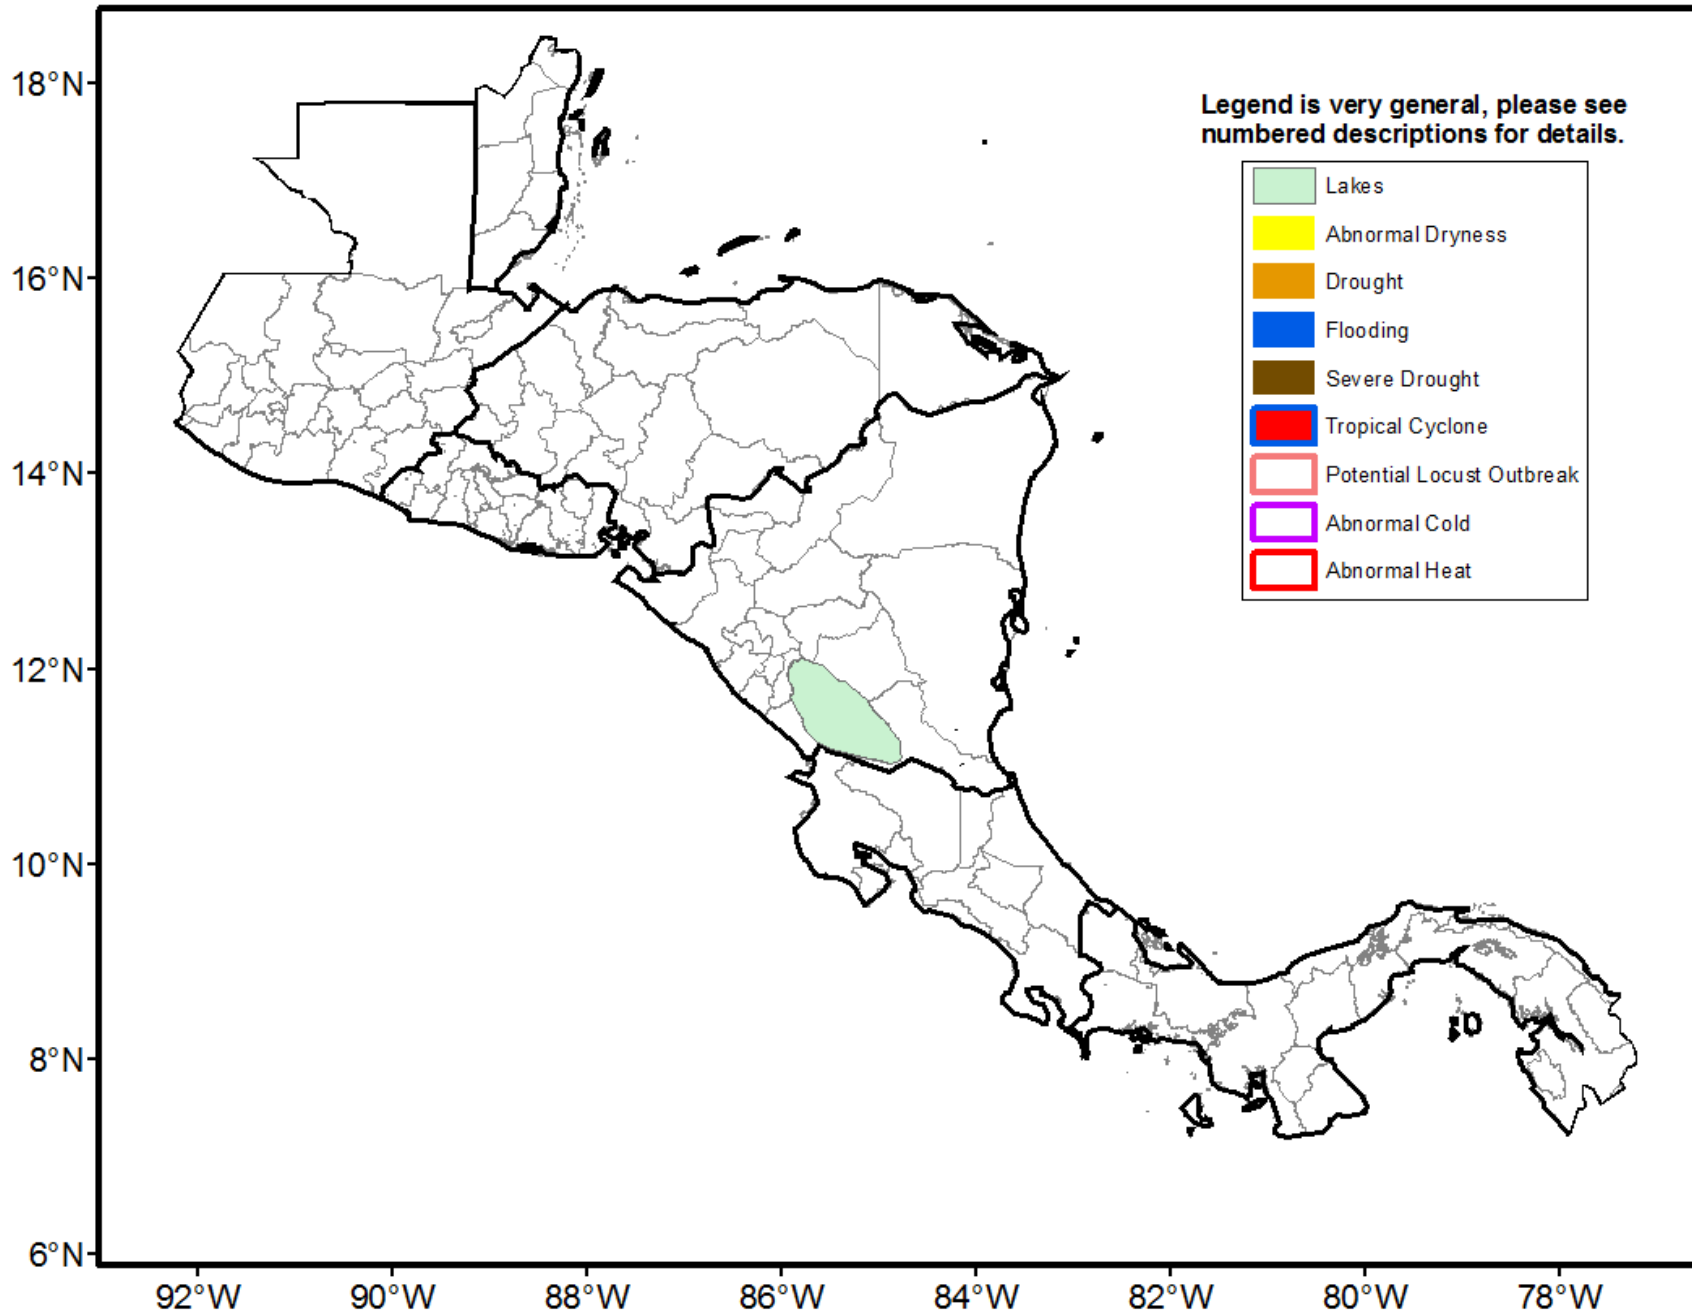 18°N
16°N
14°N
12°N
10°N
8°N
6°N
Legend is very general, please see
numbered descriptions for details.
Lakes
Abnormal Dryness
Drought
Flooding
Severe Drought
Tropical Cyclone
Potential Locust Outbreak
Abnormal Cold
Abnormal Heat
92°W 90°W 88°W 86°W 84°W 82°W 80°W 78°W